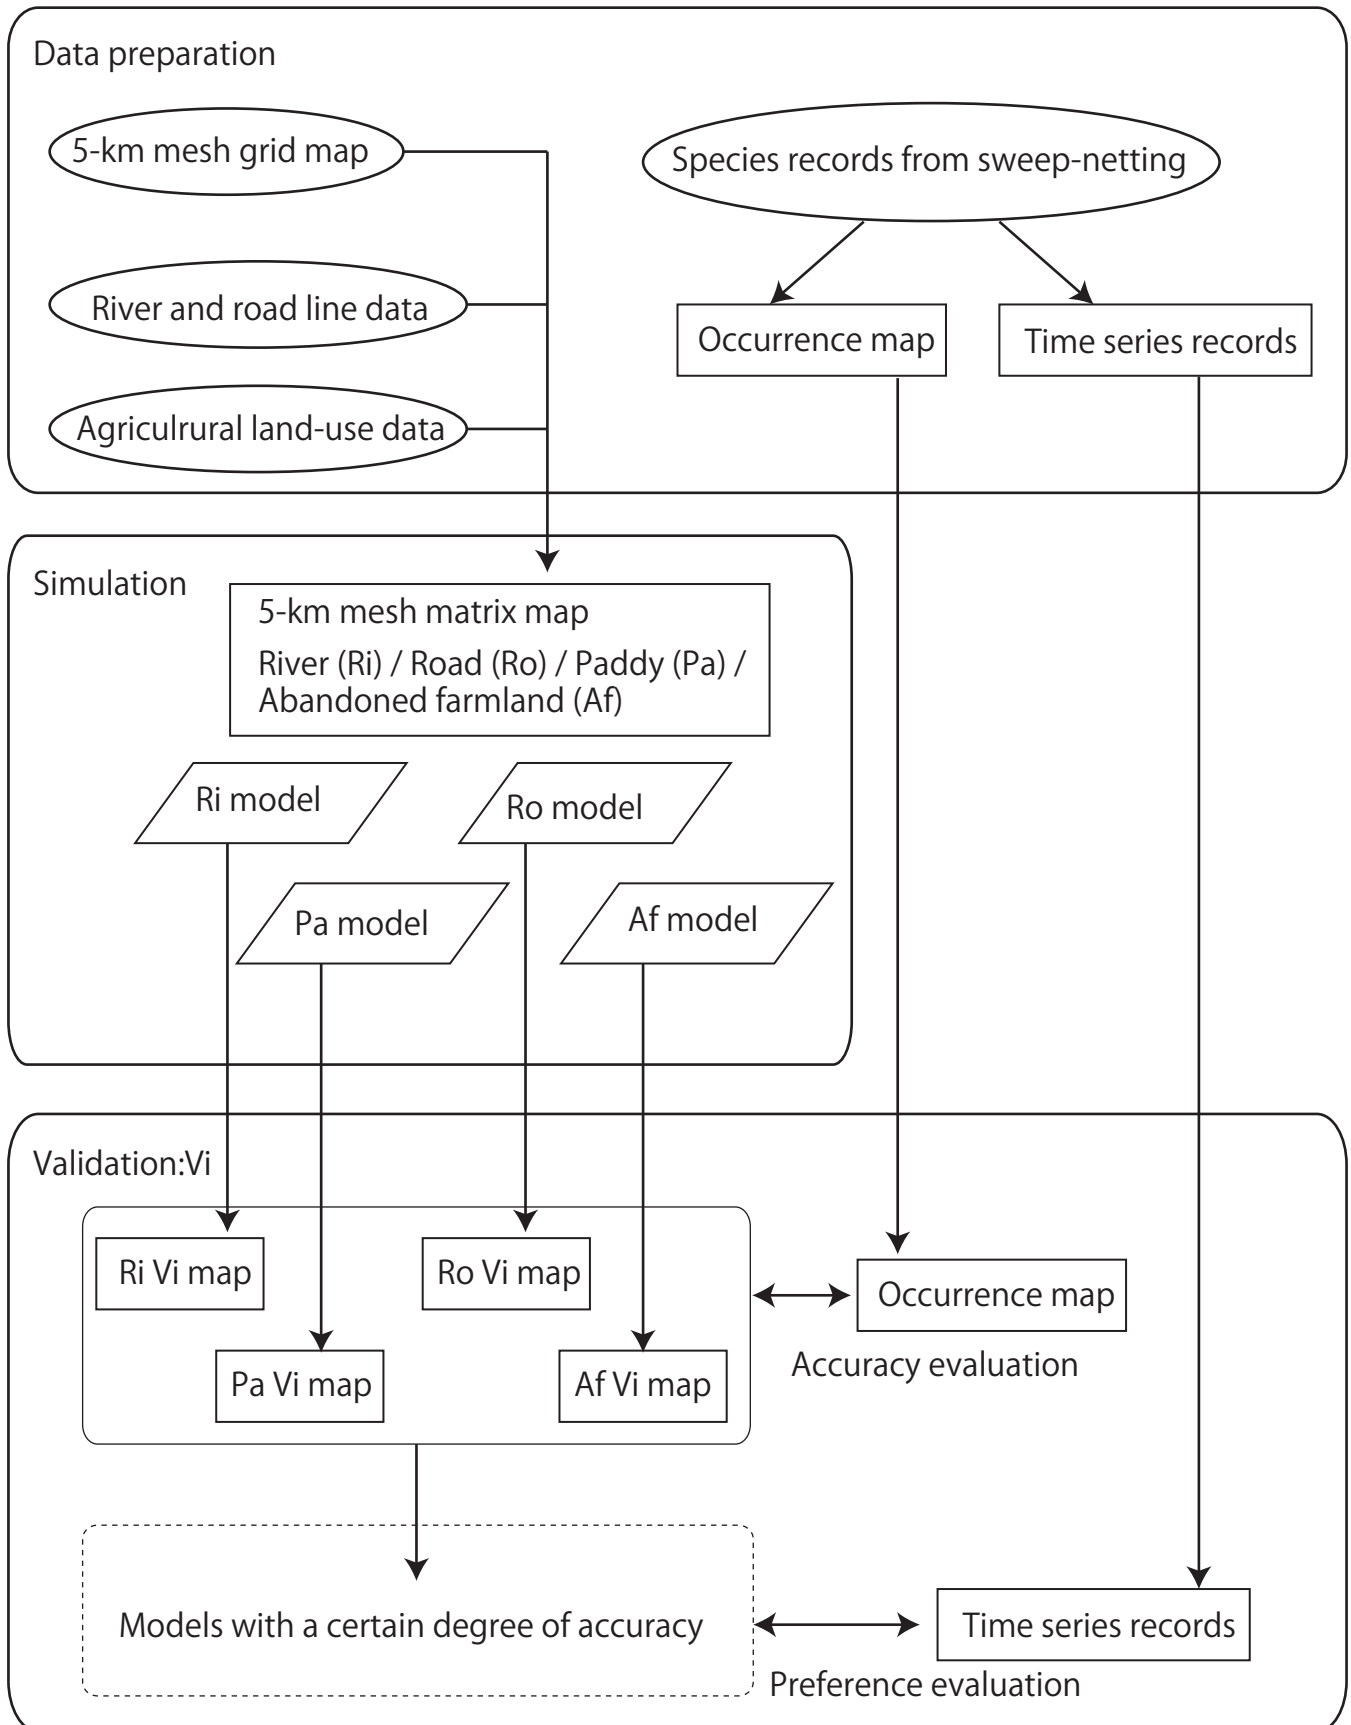 Data preparation
5-km mesh grid map
Species records from sweep-netting
River and road line data
Occurrence map
Time series records
Agriculrural land-use data
Simulation
5-km mesh matrix map
River (Ri) / Road (Ro) / Paddy (Pa) /
Abandoned farmland (Af)
Ri model
Ro model
Pa model
Af model
Validation:Vi
Ri Vi map
Ro Vi map
Occurrence map
Accuracy evaluation
Pa Vi map
Af Vi map
Models with a certain degree of accuracy
Time series records
Preference evaluation